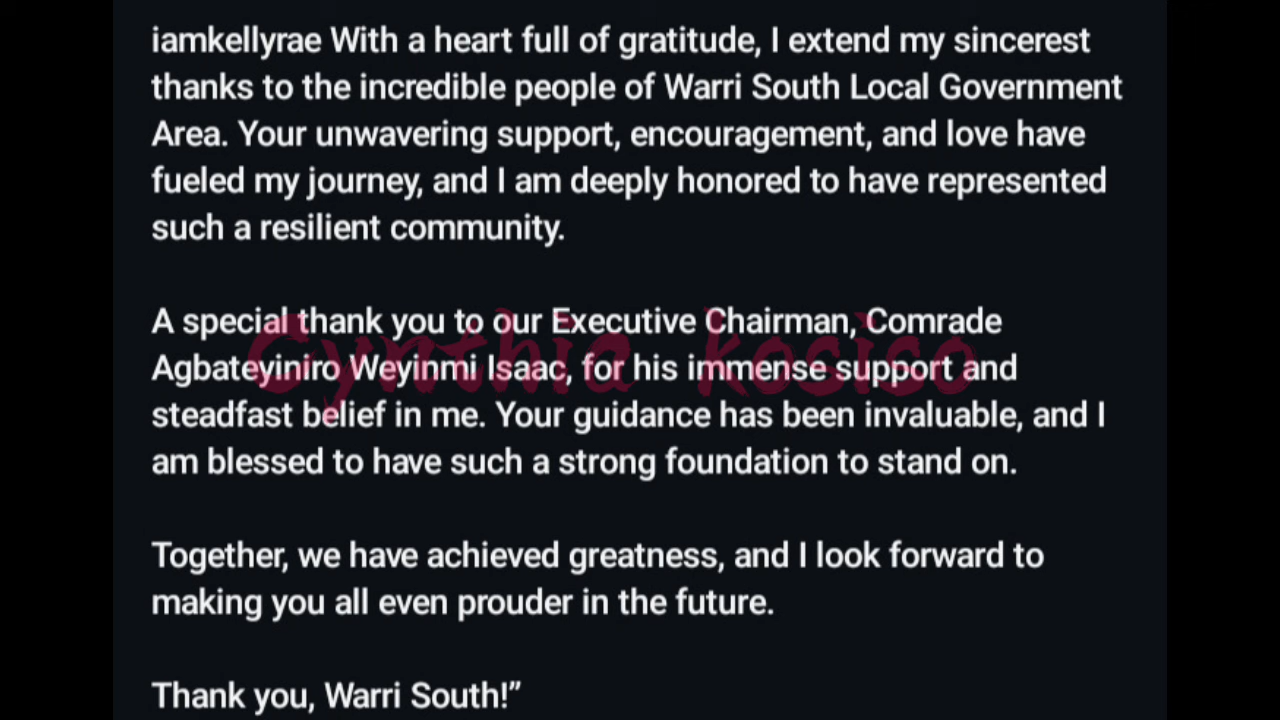 iamkellyrae With a heart full of gratitude, I extend my sincerest
thanks to the incredible people of Warri South Local Government
Area. Your unwavering support, encouragement, and love have
fueled my journey, and I am deeply honored to have represented
such a resilient community.
A special thank you to our Executive Chairman, Comrade
Agbateyiniro Weyinmi Isaac, for his immense support and
steadfast belief in me. Your guidance has been invaluable, and I
am blessed to have such a strong foundation to stand on.
Together, we have achieved greatness, and I look forward to
making you all even prouder in the future.
Thank you, Warri South!”
Cynthia kosiso